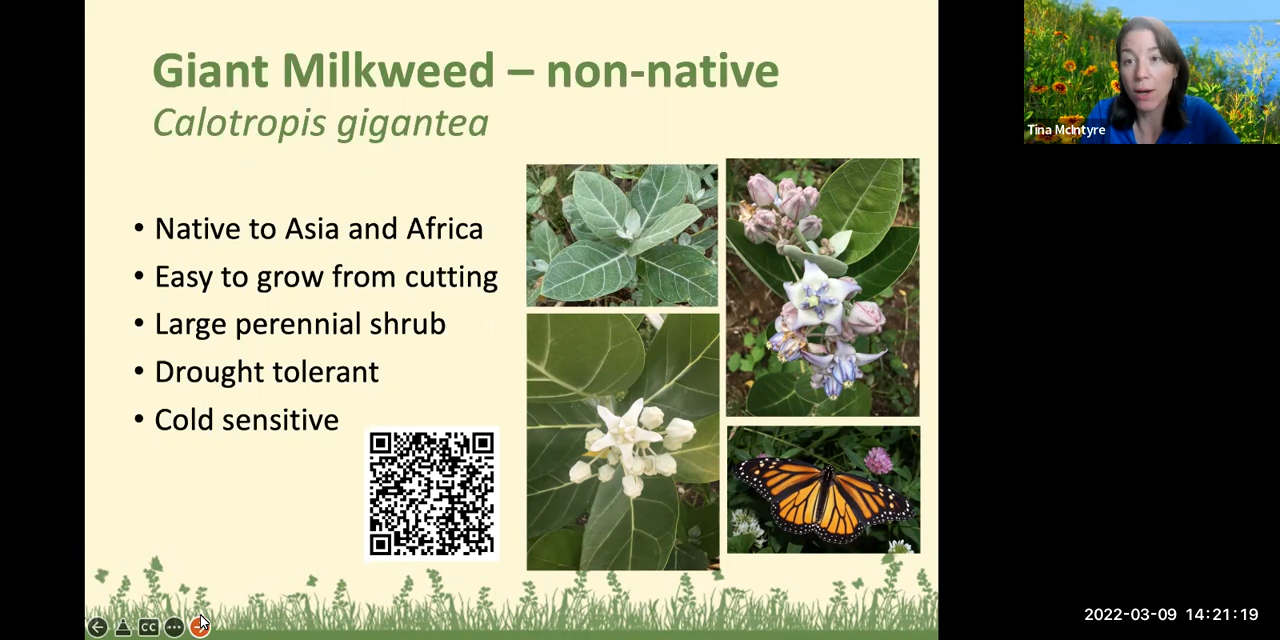 Giant Milkweed – non-native
Calotropis gigantea
• Native to Asia and Africa
• Easy to grow from cutting
• Large perennial shrub
• Drought tolerant
• Cold sensitive
Tina McIntyre
CC
2022-03-09 14:21:19